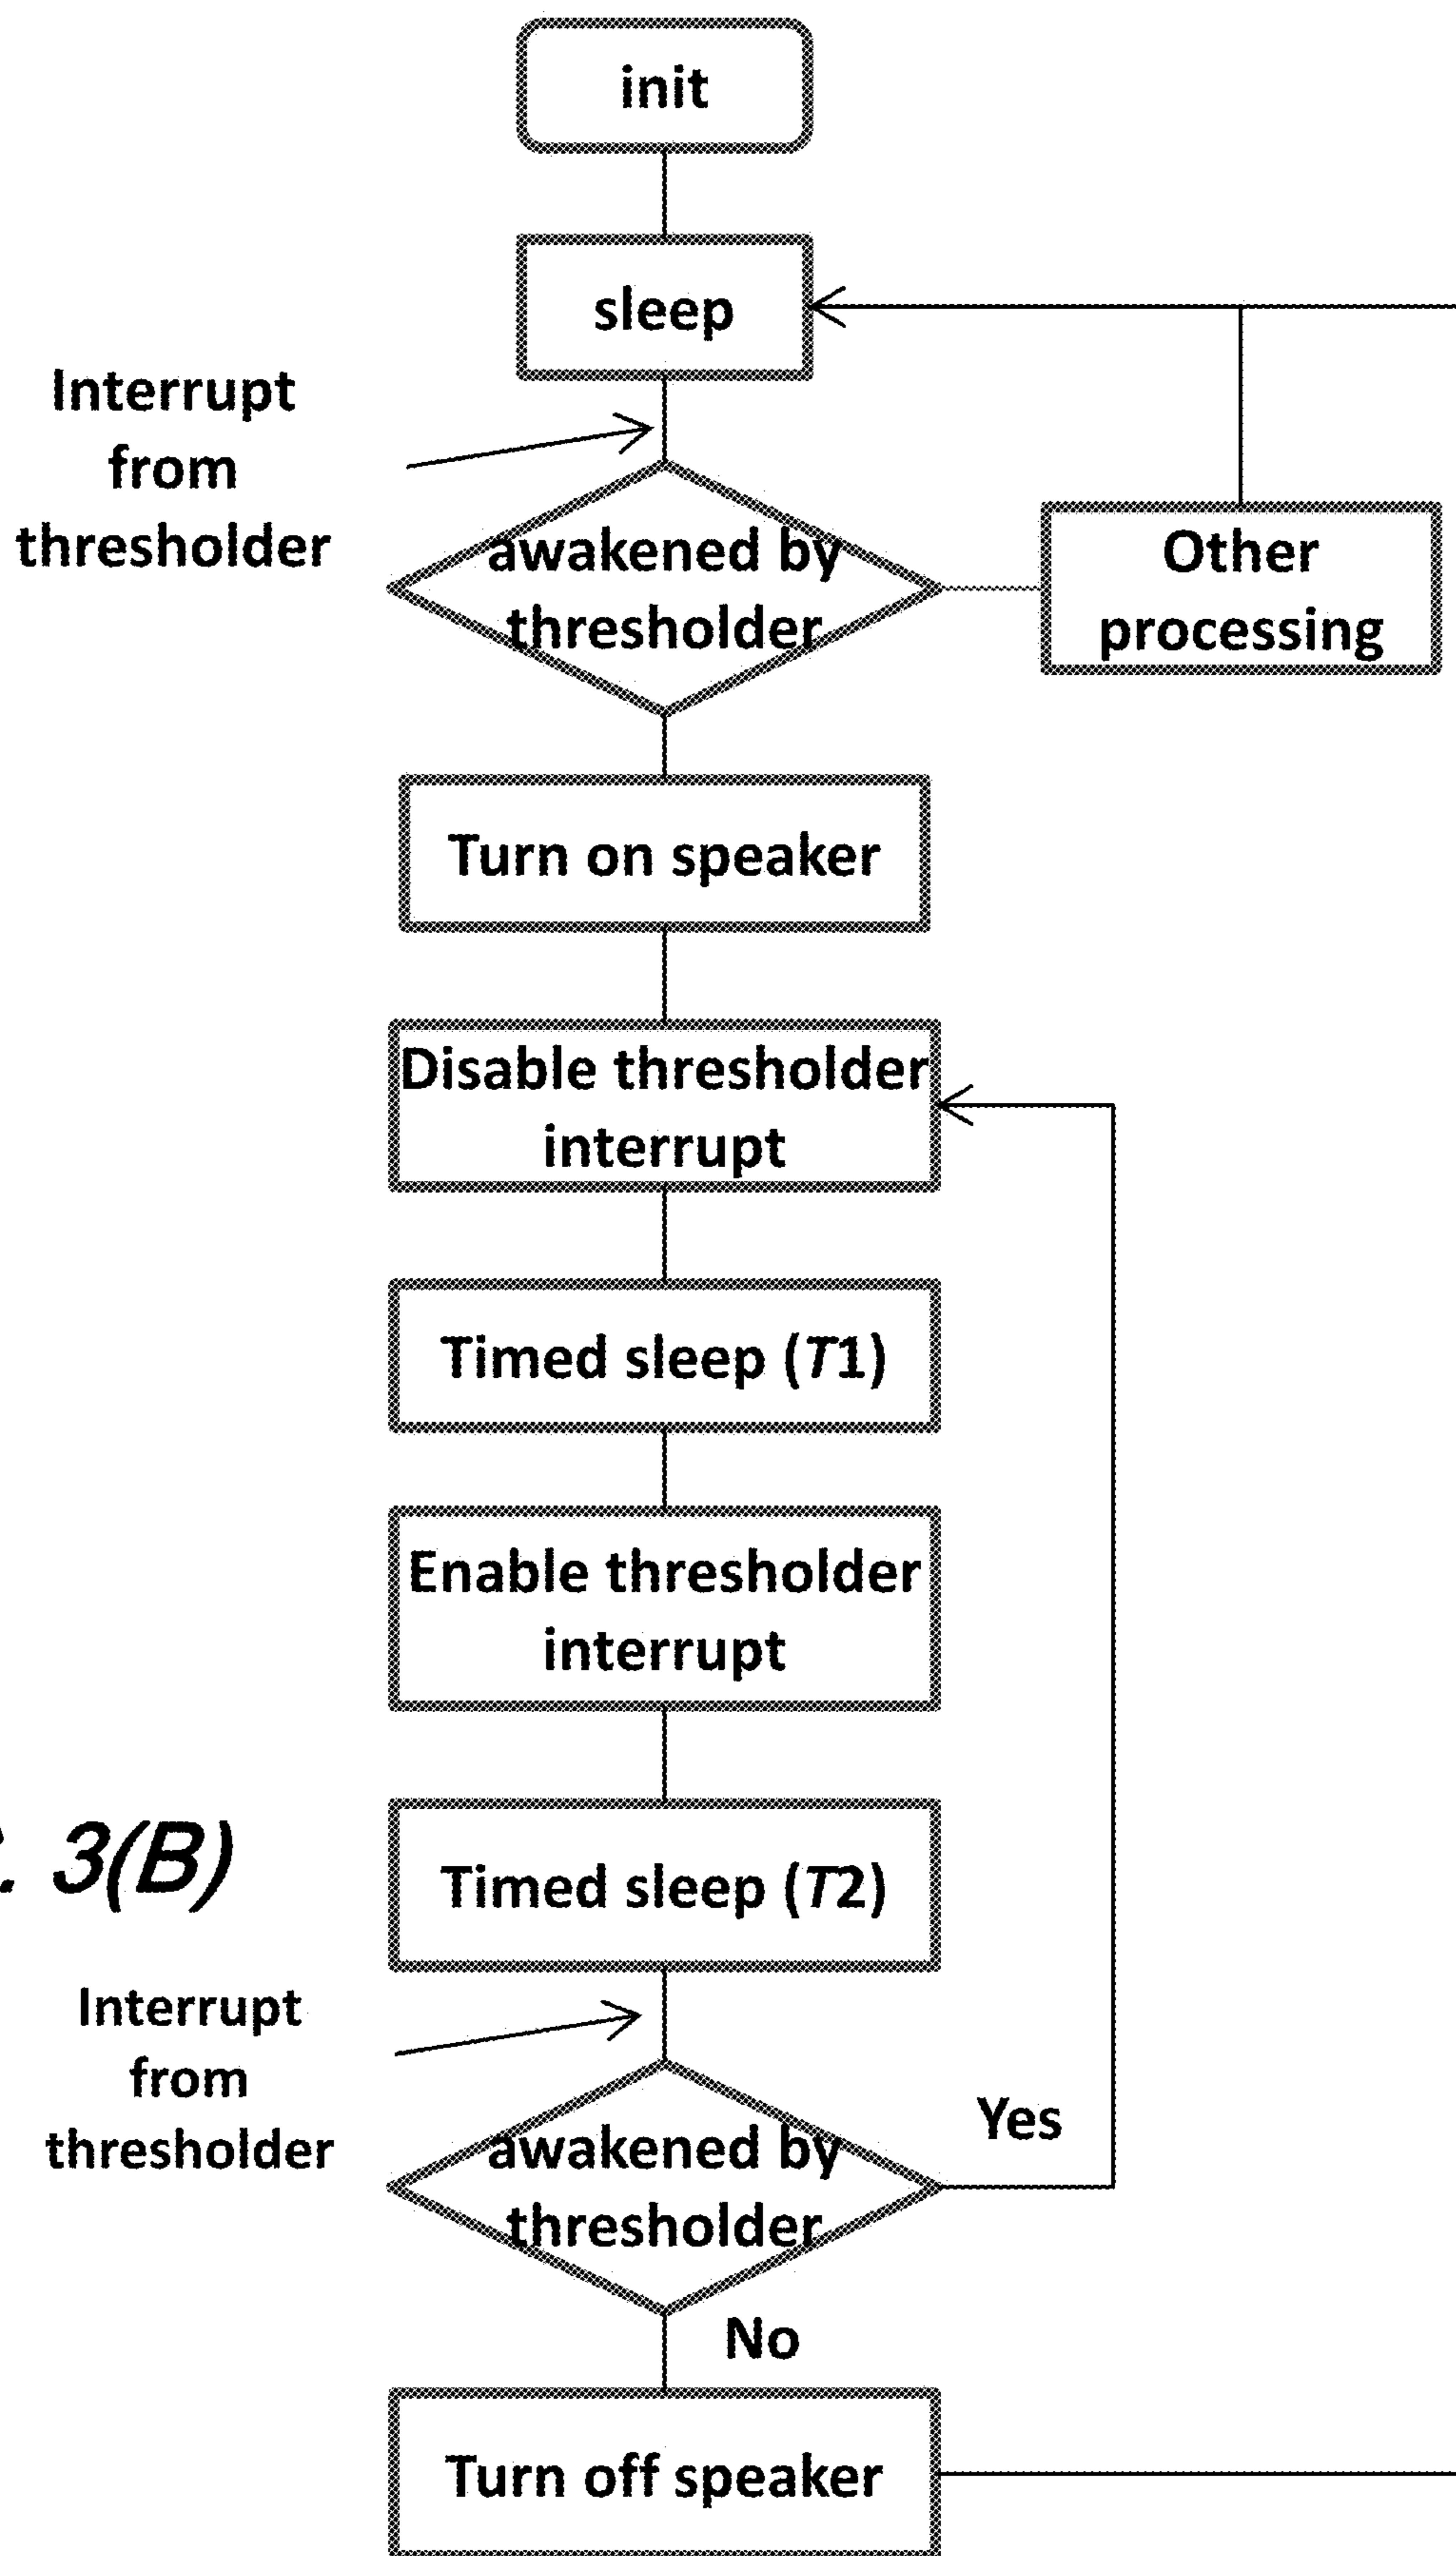 init
sleep
Interrupt
from
thresholder
awakened by
thresholder
Other
processing
Turn on speaker
Disable thresholder
interrupt
Timed sleep (T1)
Enable thresholder
interrupt
. 3(B)
Timed sleep (T2)
Interrupt
from
thresholder
awakened by
thresholder
Yes
No
Turn off speaker